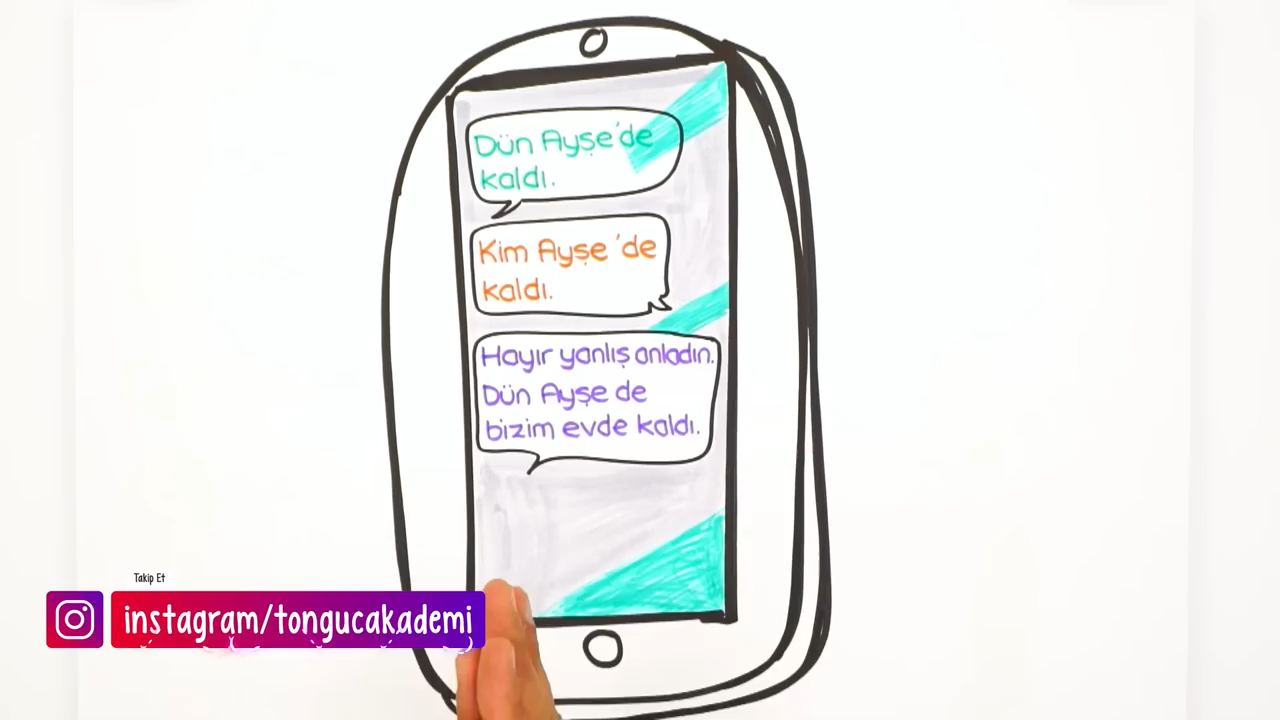 Dün Ayşe'de
kaldı.
Kim Ayşe 'de
kaldı.
Hayır yanlış anladın.
Dün Ayşe de
bizim evde kaldı.
Takip Et
instagram/tongucakademi